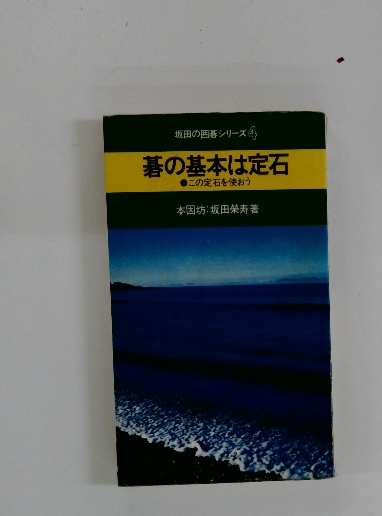 坂田の囲碁シリーズ4
碁の基本は定石
●この定石を使おう
本因坊:坂田栄寿著